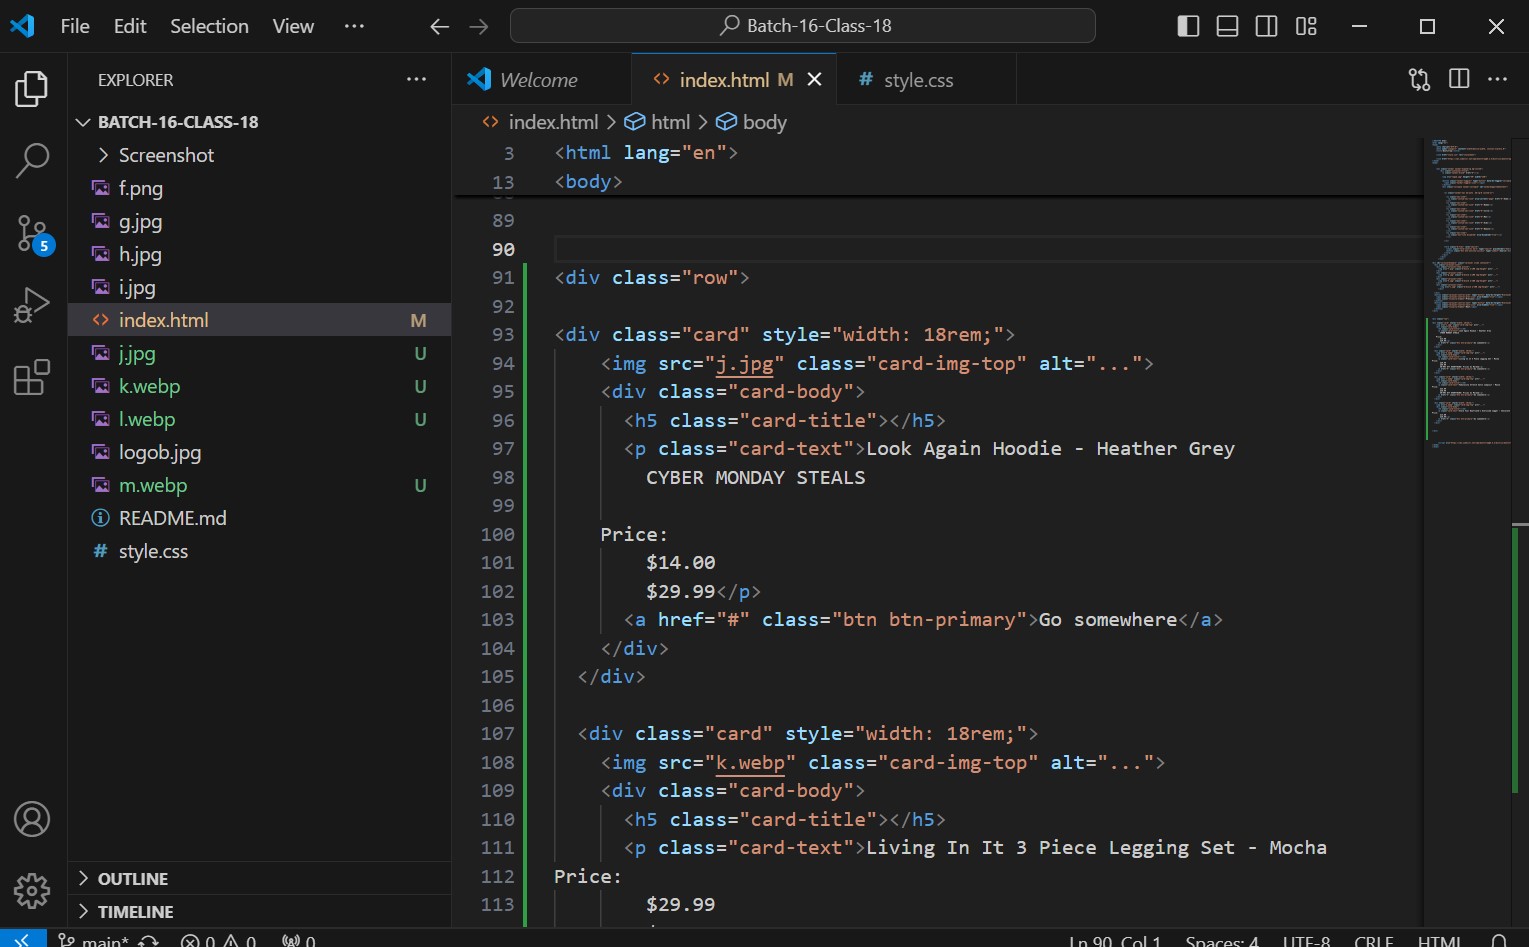 File Edit Selection View ··· Batch-16-Class-18
EXPLORER ···
BATCH-16-CLASS-18
Screenshot
f.png
g.jpg
h.jpg
i.jpg
index.html M
j.jpg U
k.webp U
l.webp U
logob.jpg
m.webp U
README.md
# style.css
OUTLINE
TIMELINE
5
Welcome index.html M # style.css
index.html > html > body
3 <html lang="en">
13 <body>
89
90
91 <div class="row">
92
93 <div class="card" style="width: 18rem;">
94 <img src="j.jpg" class="card-img-top" alt="...">
95 <div class="card-body">
96 <h5 class="card-title"></h5>
97 <p class="card-text">Look Again Hoodie - Heather Grey
98 CYBER MONDAY STEALS
99
100 Price:
101 $14.00
102 $29.99</p>
103 <a href="#" class="btn btn-primary">Go somewhere</a>
104 </div>
105 </div>
106
107 <div class="card" style="width: 18rem;">
108 <img src="k.webp" class="card-img-top" alt="...">
109 <div class="card-body">
110 <h5 class="card-title"></h5>
111 <p class="card-text">Living In It 3 Piece Legging Set - Mocha
112 Price:
113 $29.99
main* 0 0 0 Ln 90, Col 1 Spaces: 4 UTF-8 CRLF HTML